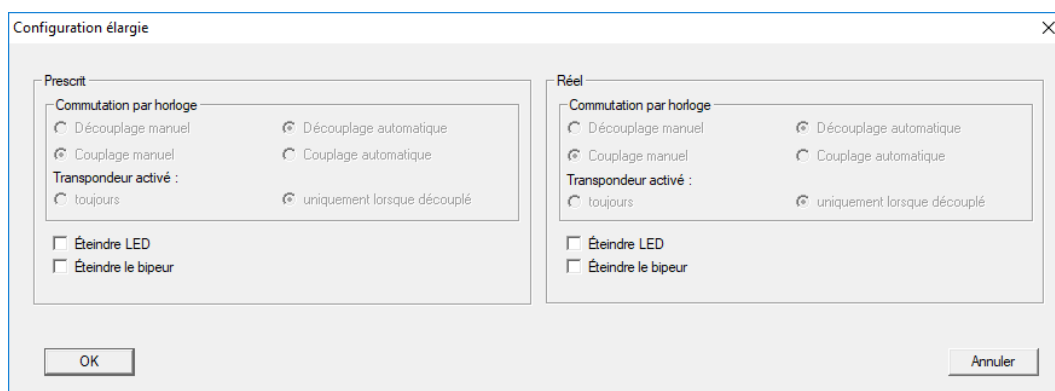 Configuration élargie
Prescrit
Commutation par horloge
Découplage manuel
Découplage automatique
Couplage manuel
Couplage automatique
Transpondeur activé :
toujours
uniquement lorsque découplé
Éteindre LED
Éteindre le bipeur
Réel
Commutation par horloge
Découplage manuel
Découplage automatique
Couplage manuel
Couplage automatique
Transpondeur activé :
toujours
uniquement lorsque découplé
Éteindre LED
Éteindre le bipeur
OK
Annuler